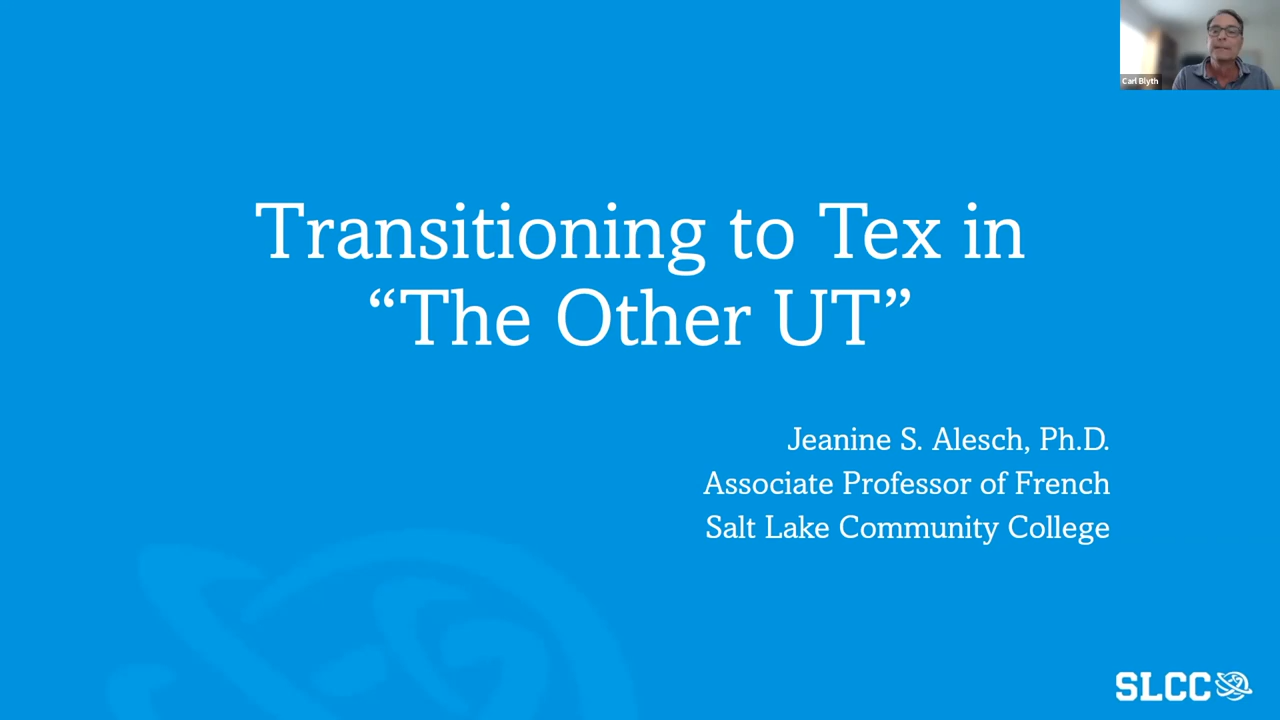 Carl Blyth
Transitioning to Tex in
“The Other UT”
Jeanine S. Alesch, Ph.D.
Associate Professor of French
Salt Lake Community College
SLCC